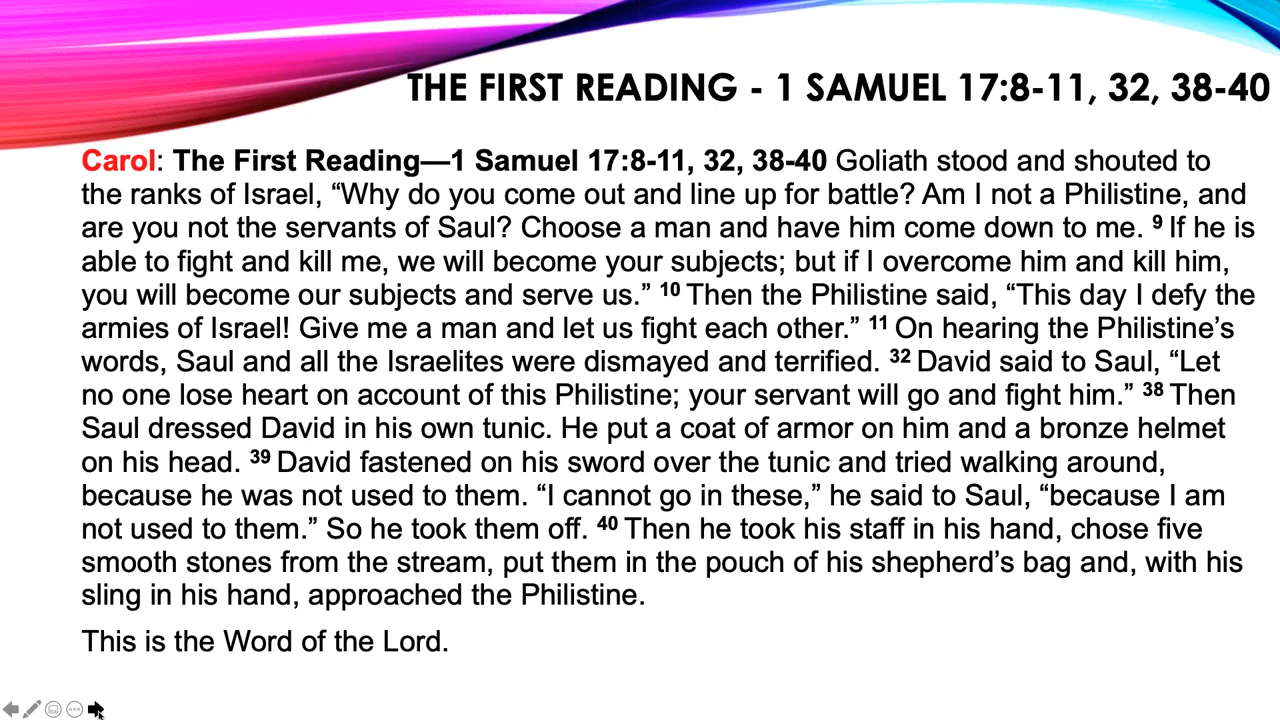 THE FIRST READING - 1 SAMUEL 17:8-11, 32, 38-40
Carol: The First Reading—1 Samuel 17:8-11, 32, 38-40 Goliath stood and shouted to
the ranks of Israel, “Why do you come out and line up for battle? Am I not a Philistine, and
are you not the servants of Saul? Choose a man and have him come down to me. 9 If he is
able to fight and kill me, we will become your subjects; but if I overcome him and kill him,
you will become our subjects and serve us.” 10 Then the Philistine said, “This day I defy the
armies of Israel! Give me a man and let us fight each other.” 11 On hearing the Philistine’s
words, Saul and all the Israelites were dismayed and terrified. 32 David said to Saul, “Let
no one lose heart on account of this Philistine; your servant will go and fight him.” 38 Then
Saul dressed David in his own tunic. He put a coat of armor on him and a bronze helmet
on his head. 39 David fastened on his sword over the tunic and tried walking around,
because he was not used to them. “I cannot go in these,” he said to Saul, “because I am
not used to them.” So he took them off. 40 Then he took his staff in his hand, chose five
smooth stones from the stream, put them in the pouch of his shepherd’s bag and, with his
sling in his hand, approached the Philistine.
This is the Word of the Lord.